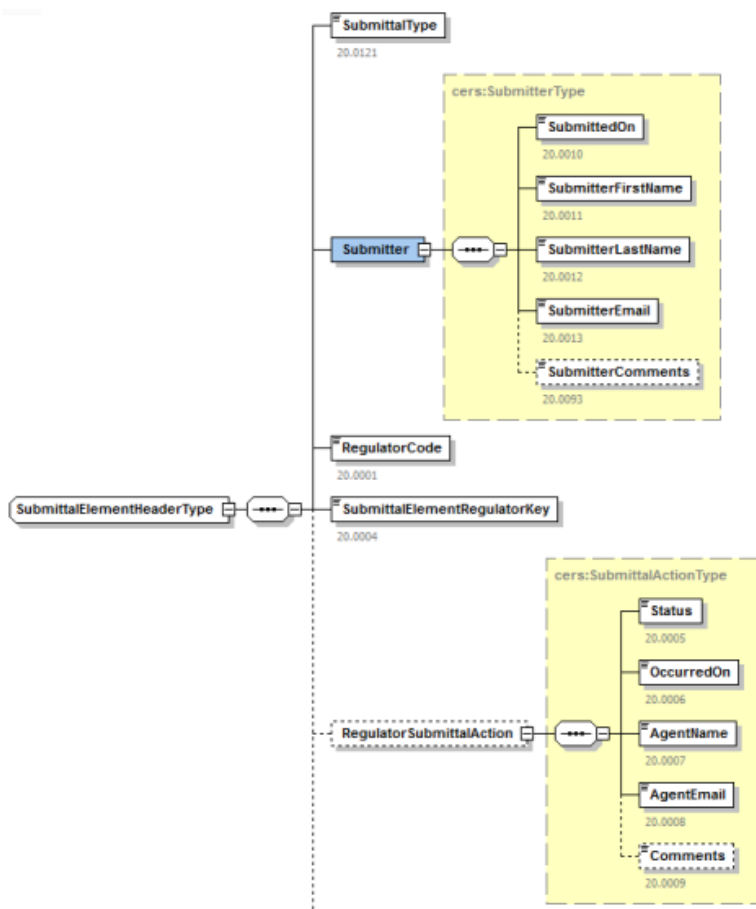 SubmittalType
20.0121
cers:SubmitterType
SubmittedOn
20.0010
SubmitterFirstName
20.0011
Submitter
SubmitterLastName
20.0012
SubmitterEmail
20.0013
SubmitterComments
20.0093
RegulatorCode
20.0001
SubmittalElementHeaderType
SubmittalElementRegulatorKey
20.0004
cers:SubmittalActionType
Status
20.0005
OccurredOn
20.0006
RegulatorSubmittalAction
AgentName
20.0007
AgentEmail
20.0008
Comments
20.0009